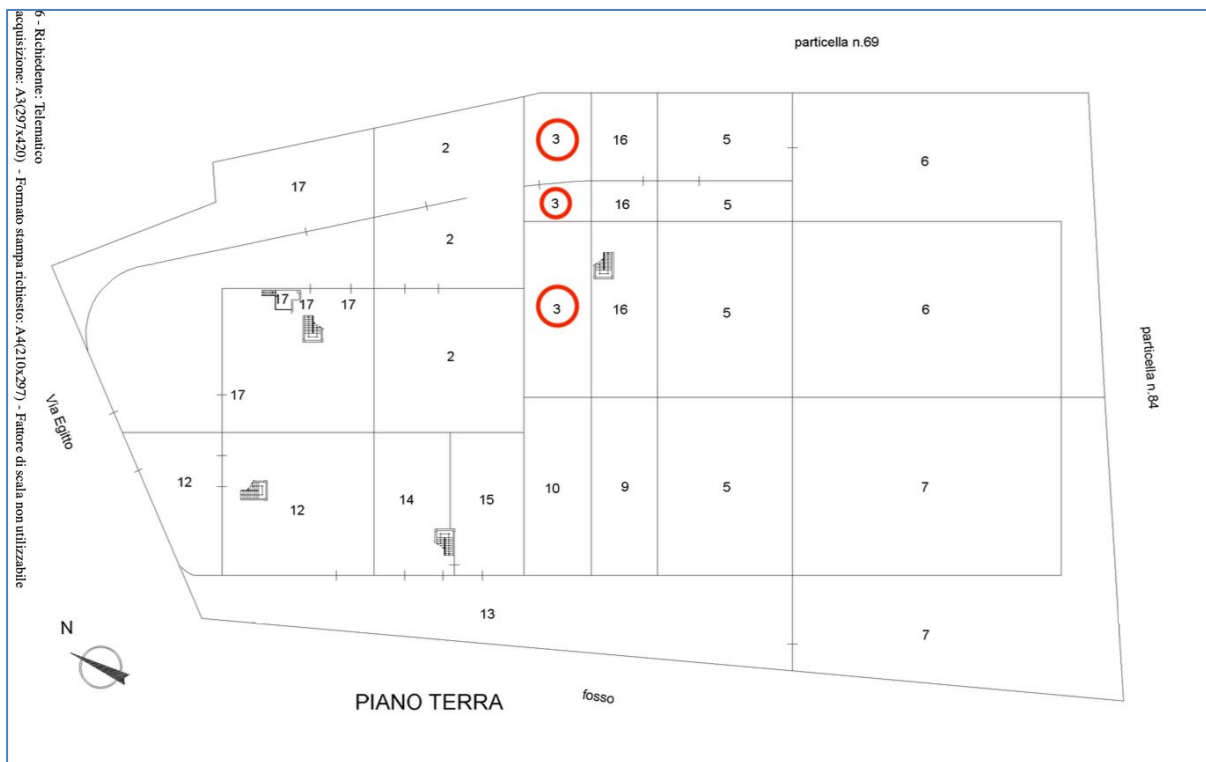 6 - Richiedente: Telematico
acquisizione: A3(297x420) - Formato stampa richiesto: A4(210x297) - Fattore di scala non utilizzabile
particella n.69
3 16 5
2 6
17
3 16 5
2
17 17 17
3 16 5 6
2
particella n.84
17
Via Egitto
12 14 15 10 9 5 7
12
13
7
N
PIANO TERRA
fosso